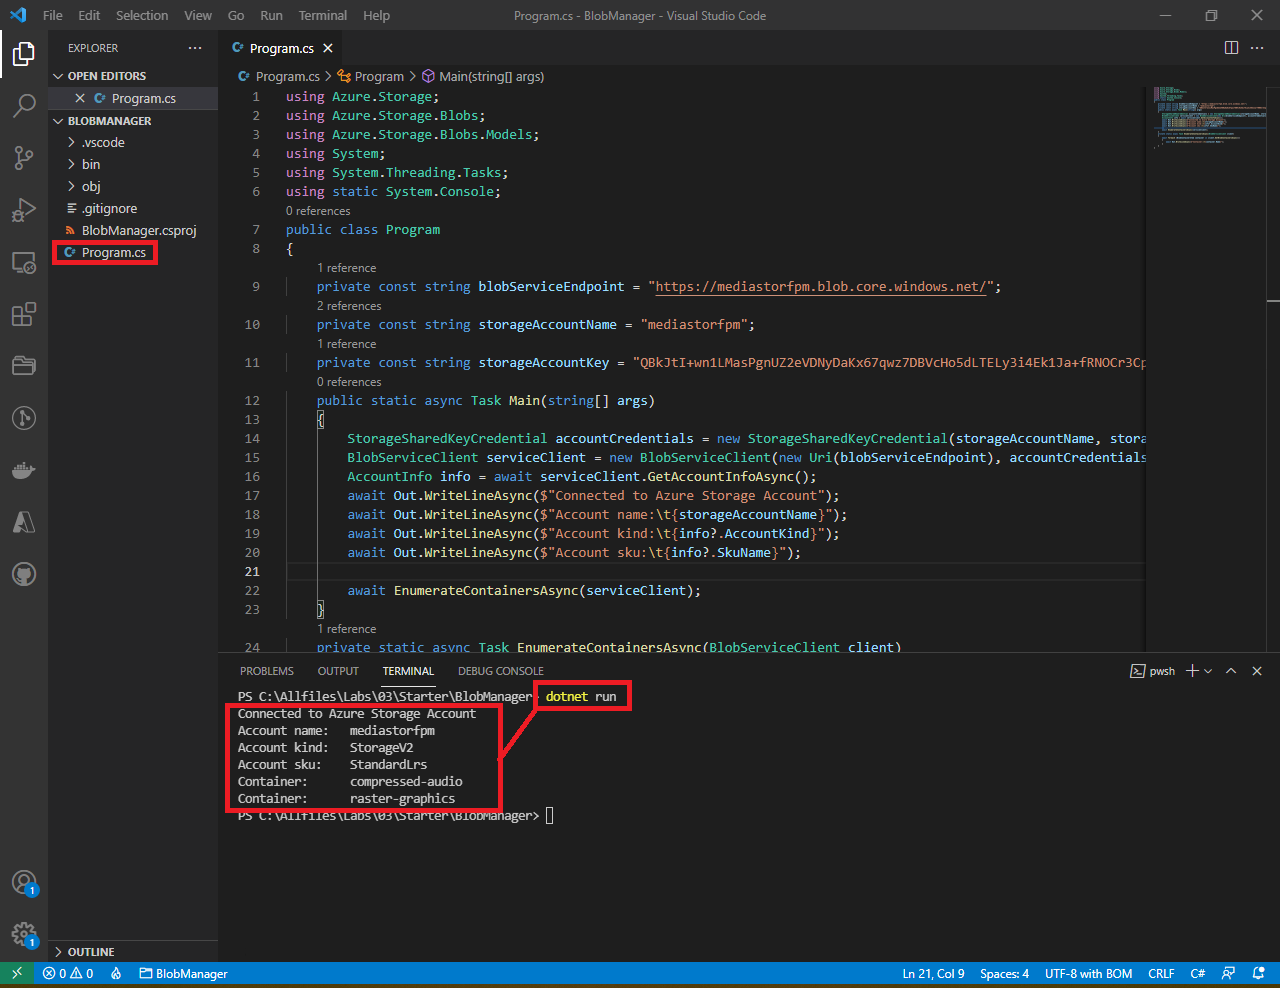 File Edit Selection View Go Run Terminal Help
Program.cs - BlobManager - Visual Studio Code
EXPLORER
OPEN EDITORS
Program.cs
BLOBMANAGER
.vscode
bin
obj
.gitignore
BlobManager.csproj
Program.cs
OUTLINE
Program.cs
Program.cs > Program > Main(string[] args)
1 using Azure.Storage;
2 using Azure.Storage.Blobs;
3 using Azure.Storage.Blobs.Models;
4 using System;
5 using System.Threading.Tasks;
6 using static System.Console;
0 references
7 public class Program
8 {
1 reference
9 private const string blobServiceEndpoint = "https://mediastorfpm.blob.core.windows.net/";
2 references
10 private const string storageAccountName = "mediastorfpm";
1 reference
11 private const string storageAccountKey = "QBkJtI+wn1LMasPgnUZ2eVDNyDaKx67qwz7DBVcHo5dLTELy3i4Ek1Ja+fRNOCr3Cp
0 references
12 public static async Task Main(string[] args)
13 {
14 StorageSharedKeyCredential accountCredentials = new StorageSharedKeyCredential(storageAccountName, stora
15 BlobServiceClient serviceClient = new BlobServiceClient(new Uri(blobServiceEndpoint), accountCredentials
16 AccountInfo info = await serviceClient.GetAccountInfoAsync();
17 await Out.WriteLineAsync($"Connected to Azure Storage Account");
18 await Out.WriteLineAsync($"Account name:\t{storageAccountName}");
19 await Out.WriteLineAsync($"Account kind:\t{info?.AccountKind}");
20 await Out.WriteLineAsync($"Account sku:\t{info?.SkuName}");
21
22 await EnumerateContainersAsync(serviceClient);
23 }
1 reference
24 private static async Task EnumerateContainersAsync(BlobServiceClient client)
PROBLEMS OUTPUT TERMINAL DEBUG CONSOLE
pwsh
PS C:\Allfiles\Labs\03\Starter\BlobManager> dotnet run
Connected to Azure Storage Account
Account name: mediastorfpm
Account kind: StorageV2
Account sku: StandardLrs
Container: compressed-audio
Container: raster-graphics
PS C:\Allfiles\Labs\03\Starter\BlobManager>
1
1
0 0 BlobManager
Ln 21, Col 9 Spaces: 4 UTF-8 with BOM CRLF C#